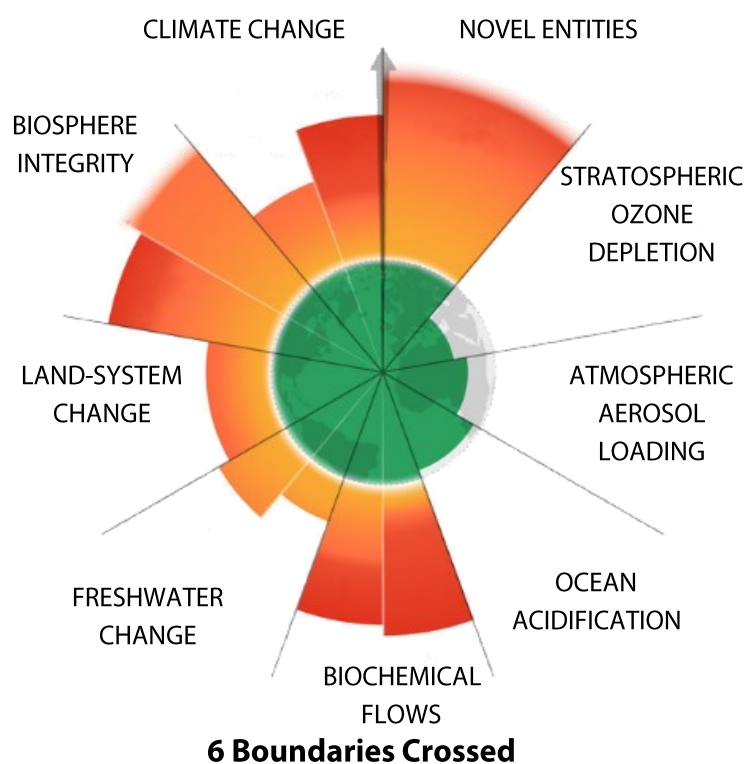 CLIMATE CHANGE
NOVEL ENTITIES
BIOSPHERE
INTEGRITY
STRATOSPHERIC
OZONE
DEPLETION
LAND-SYSTEM
CHANGE
ATMOSPHERIC
AEROSOL
LOADING
FRESHWATER
CHANGE
OCEAN
ACIDIFICATION
BIOCHEMICAL
FLOWS
6 Boundaries Crossed